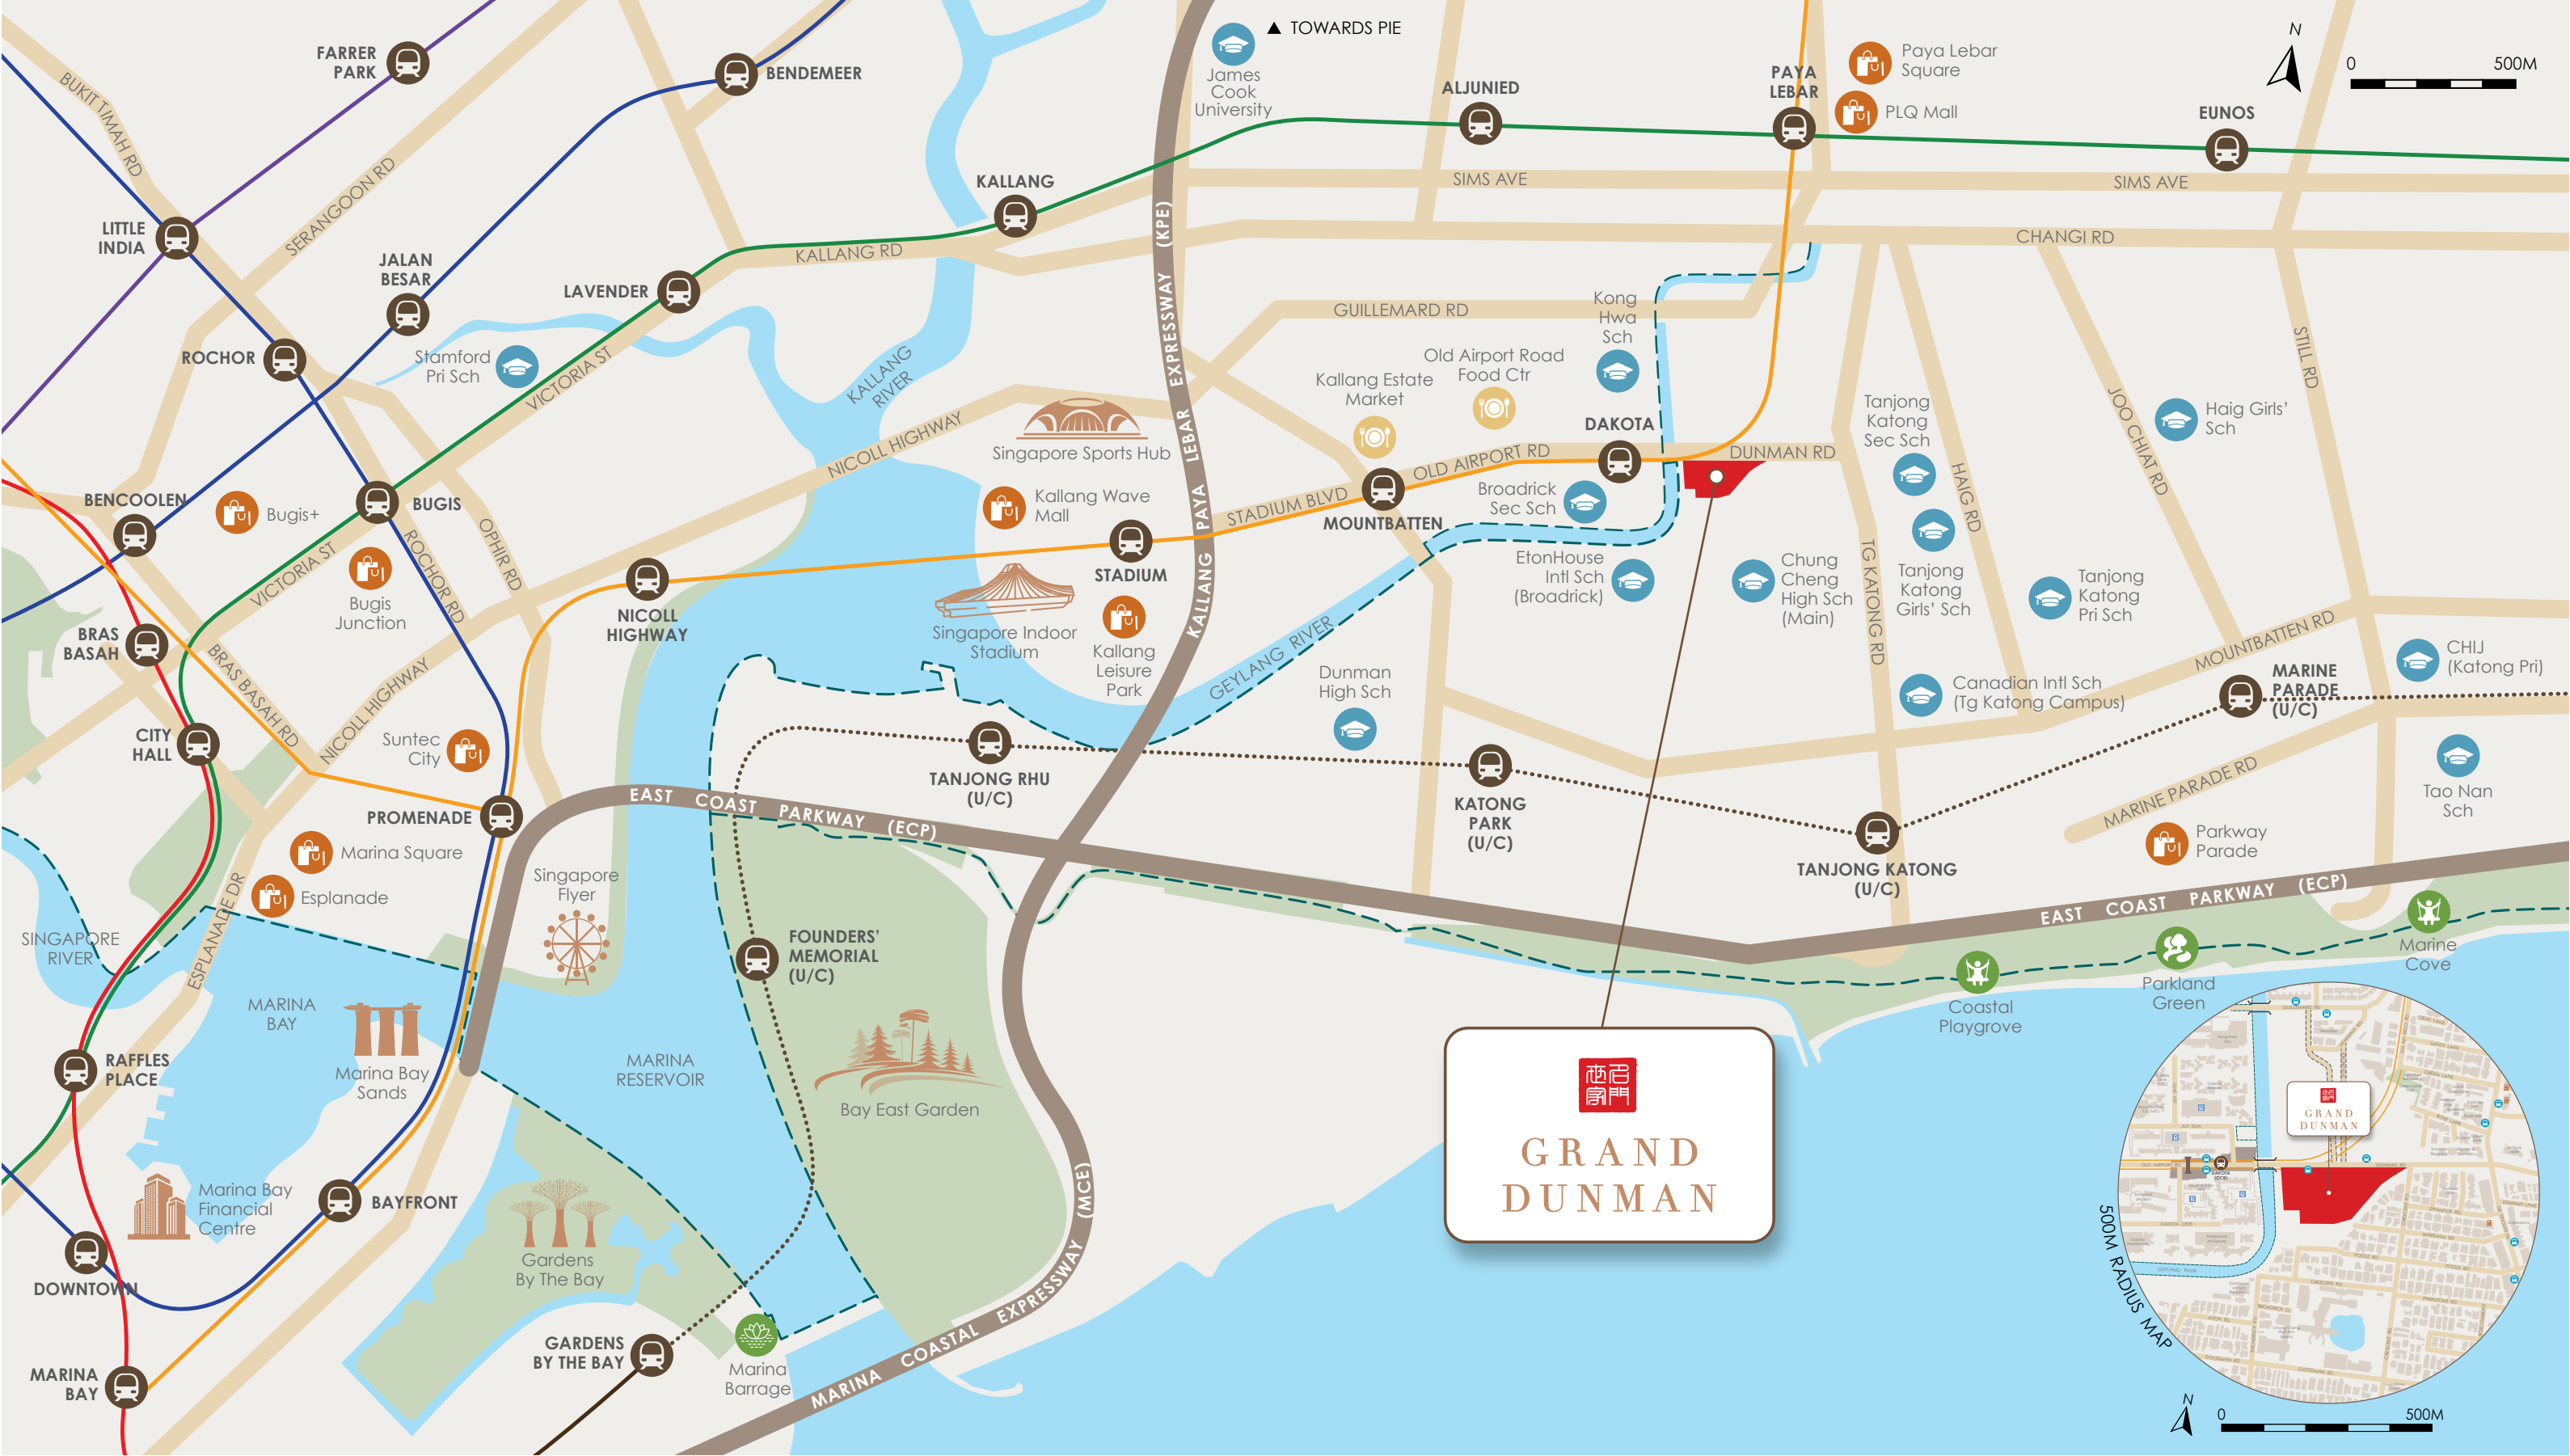 ▲ TOWARDS PIE
N
0 500M
FARRER
PARK
BENDEMEER
James
Cook
University
ALJUNIED
PAYA
LEBAR
Paya Lebar
Square
PLQ Mall
EUNOS
BUKIT TIMAH RD
SERANGOON RD
KALLANG
SIMS AVE
SIMS AVE
LITTLE
INDIA
JALAN
BESAR
LAVENDER
KALLANG RD
CHANGI RD
KALLANG PAYA LEBAR EXPRESSWAY (KPE)
GUILLEMARD RD
Kong
Hwa
Sch
ROCHOR
Stamford
Pri Sch
VICTORIA ST
KALLANG
RIVER
Old Airport Road
Food Ctr
Kallang Estate
Market
STILL RD
JOO CHIAT RD
Tanjong
Katong
Sec Sch
Haig Girls’
Sch
NICOLL HIGHWAY
Singapore Sports Hub
DAKOTA
OLD AIRPORT RD
DUNMAN RD
HAIG RD
BENCOOLEN
Bugis+
BUGIS
OPHIR RD
ROCHOR RD
Kallang Wave
Mall
STADIUM BLVD
MOUNTBATTEN
Broadrick
Sec Sch
STADIUM
VICTORIA ST
Bugis
Junction
NICOLL
HIGHWAY
Singapore Indoor
Stadium
Kallang
Leisure
Park
GEYLANG RIVER
EtonHouse
Intl Sch
(Broadrick)
Chung
Cheng
High Sch
(Main)
TG KATONG RD
Tanjong
Katong
Girls’ Sch
Tanjong
Katong
Pri Sch
MOUNTBATTEN RD
BRAS
BASAH
BRAS BASAH RD
NICOLL HIGHWAY
Dunman
High Sch
Canadian Intl Sch
(Tg Katong Campus)
MARINE
PARADE
(U/C)
CHIJ
(Katong Pri)
CITY
HALL
Suntec
City
TANJONG RHU
(U/C)
KATONG
PARK
(U/C)
MARINE PARADE RD
Tao Nan
Sch
PROMENADE
EAST COAST PARKWAY (ECP)
TANJONG KATONG
(U/C)
Parkway
Parade
Marina Square
Esplanade
ESPLANADE DR
Singapore
Flyer
EAST COAST PARKWAY (ECP)
SINGAPORE
RIVER
FOUNDERS’
MEMORIAL
(U/C)
Marine
Cove
Parkland
Green
Coastal
Playgrove
MARINA
BAY
Marina Bay
Sands
MARINA
RESERVOIR
Bay East Garden
RAFFLES
PLACE
名門
世家
GRAND
DUNMAN
Marina Bay
Financial
Centre
BAYFRONT
Gardens
By The Bay
DOWNTOWN
MARINA COASTAL EXPRESSWAY (MCE)
GARDENS
BY THE BAY
Marina
Barrage
MARINA
BAY
GRAND
DUNMAN
500M RADIUS MAP
N
0 500M